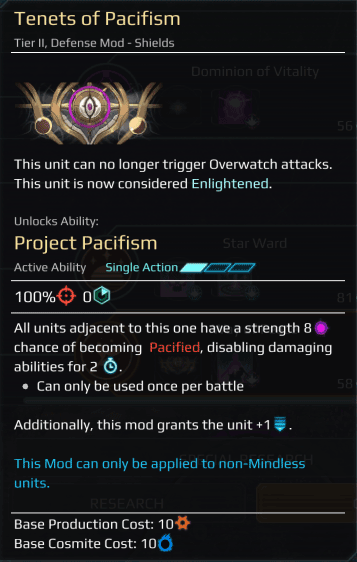 Tenets of Pacifism
Tier II, Defense Mod - Shields
Dominion of Vitality
56
This unit can no longer trigger Overwatch attacks.
This unit is now considered Enlightened.
Unlocks Ability:
Project Pacifism
Star Ward
Active Ability Single Action
81
100% 0
All units adjacent to this one have a strength 8
chance of becoming Pacified, disabling damaging
abilities for 2 .
58
• Can only be used once per battle
Additionally, this mod grants the unit +1 .
This Mod can only be applied to non-Mindless
units.
RESEARCH
Base Production Cost: 10
Base Cosmite Cost: 10